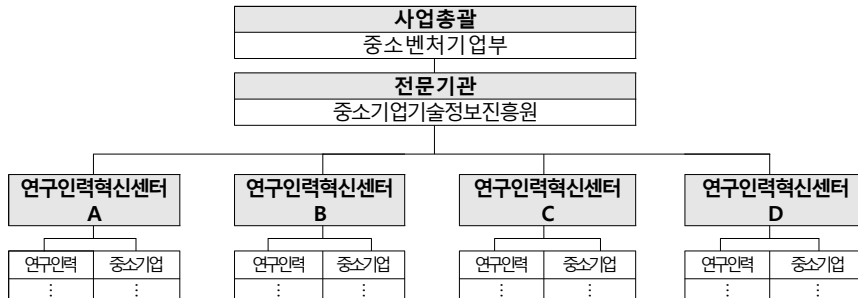 사업총괄
중소벤처기업부
전문기관
중소기업기술정보진흥원
연구인력혁신센터
A
연구인력혁신센터
B
연구인력혁신센터
C
연구인력혁신센터
D
연구인력 중소기업 연구인력 중소기업 연구인력 중소기업 연구인력 중소기업
⋮ ⋮ ⋮ ⋮ ⋮ ⋮ ⋮ ⋮